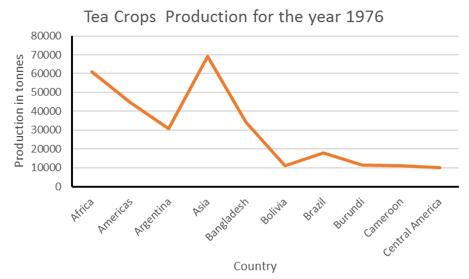 Tea Crops  Production for the year 1976
Production in tonnes
80000
70000
60000
50000
40000
30000
20000
10000
0
Africa
Americas
Argentina
Asia
Bangladesh
Bolivia
Brazil
Burundi
Cameroon
Central America
Country